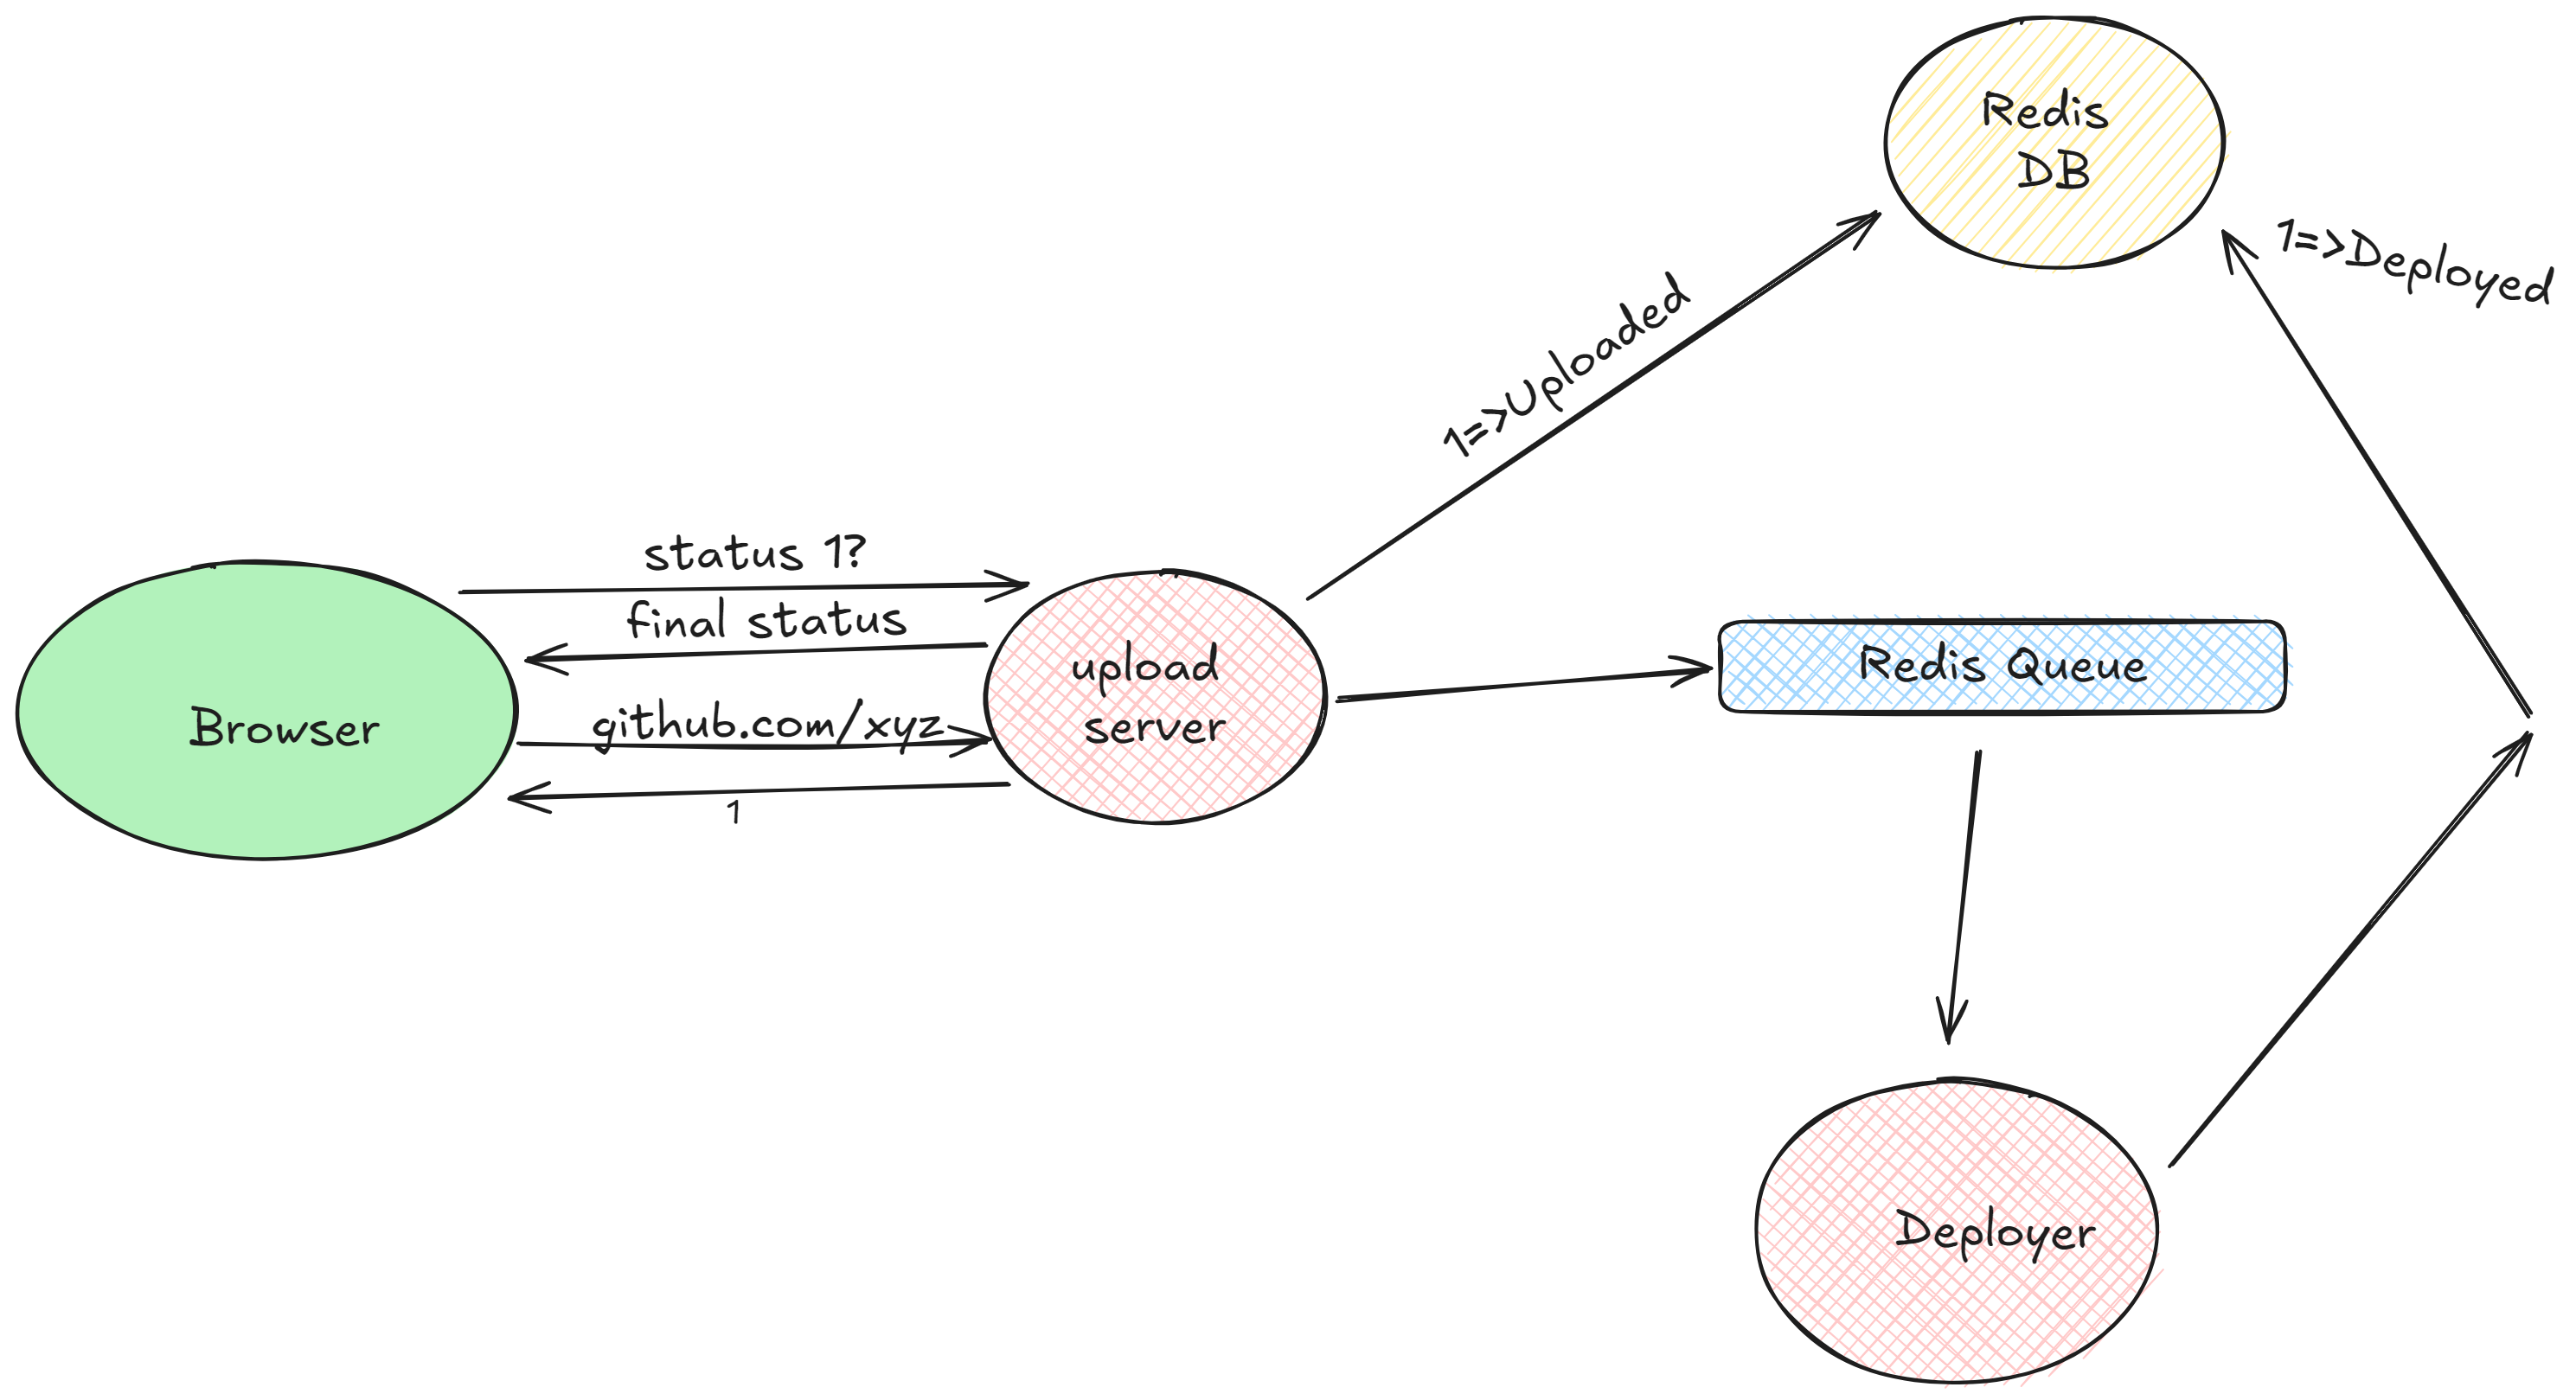 Redis
DB
1=>Deployed
1=>Uploaded
status 1?
final status
upload
server
Redis Queue
Browser
github.com/xyz
1
Deployer